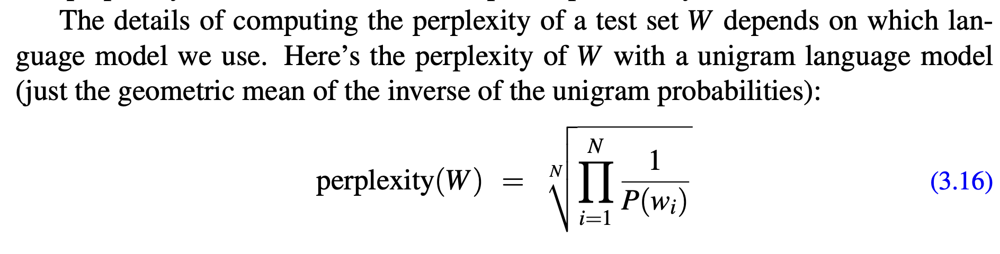 The details of computing the perplexity of a test set W depends on which lan-
guage model we use. Here's the perplexity of W with a unigram language model
(just the geometric mean of the inverse of the unigram probabilities):
perplexity(W) = \sqrt[N]{\prod_{i=1}^{N} \frac{1}{P(w_i)}} (3.16)